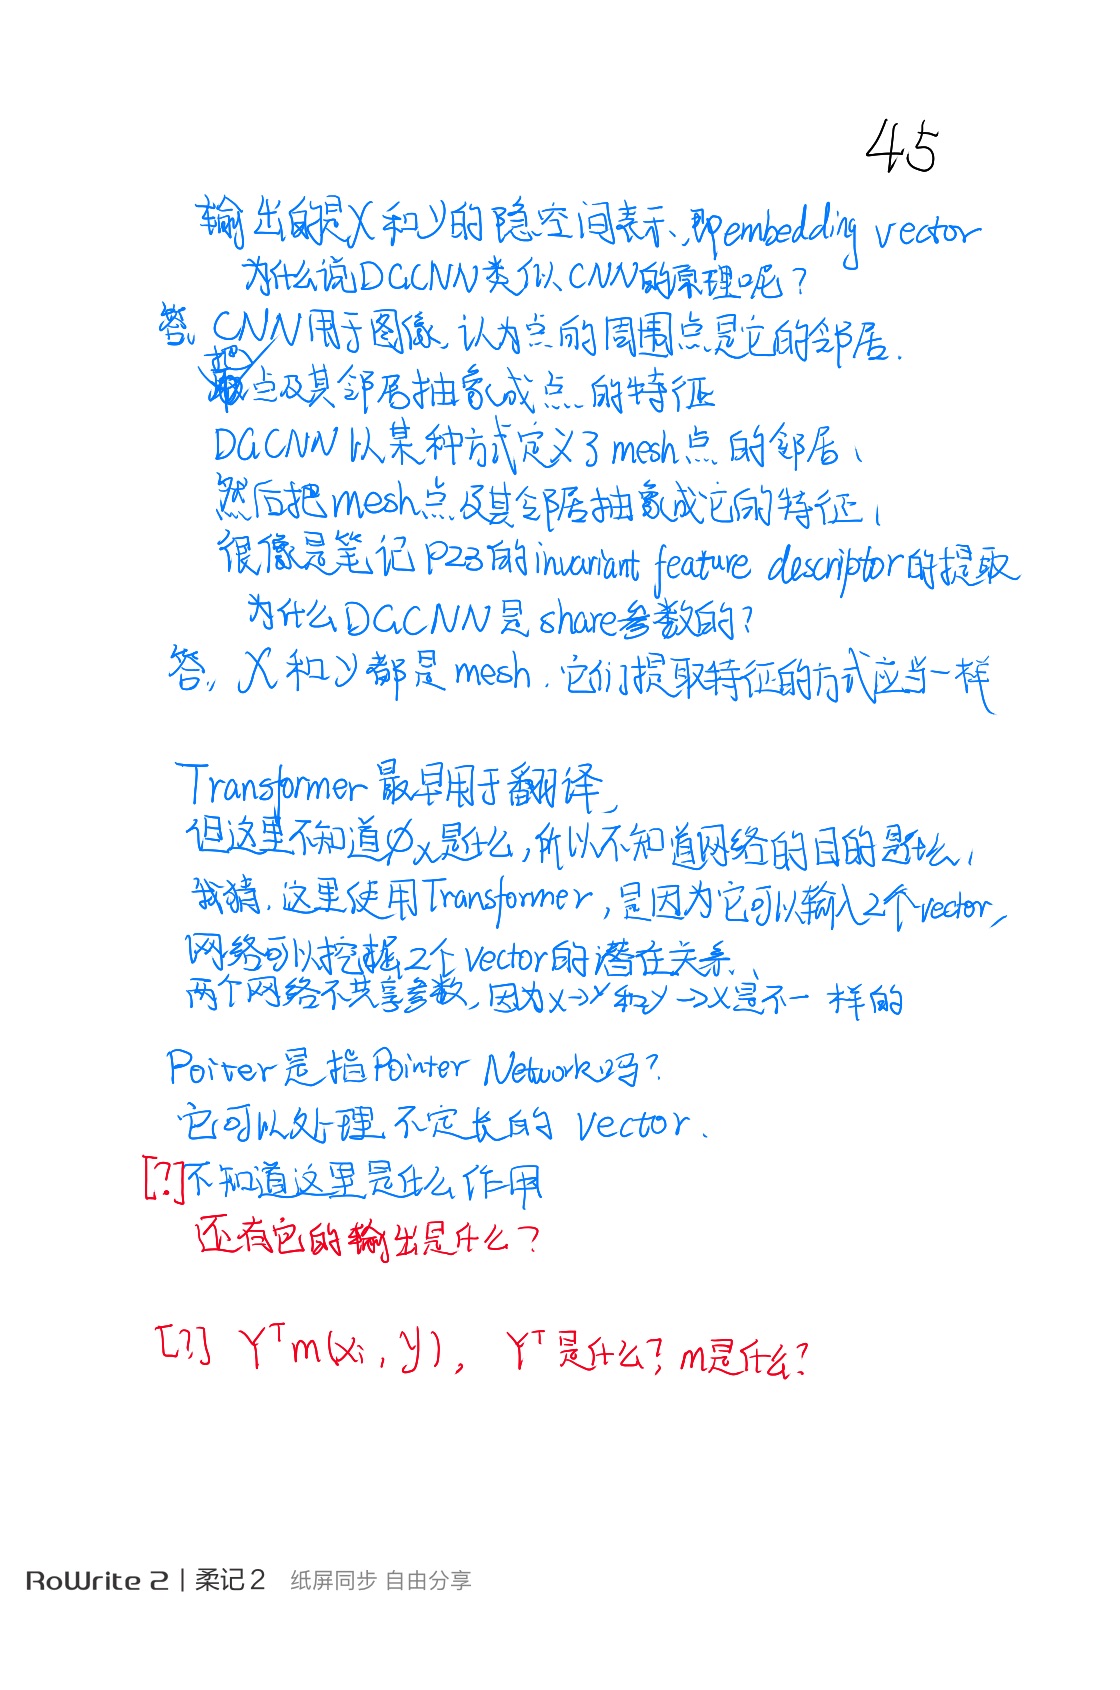 45
输出的是X和Y的隐空间表示,即embedding vector
为什么说DGCNN类似CNN的原理呢?
答, CNN用于图像,认为点的周围点是它的邻居.
把点及其邻居抽象成点的特征
DGCNN以某种方式定义了mesh点的邻居,
然后把mesh点及其邻居抽象成它的特征,
很像是笔记P23的invariant feature descriptor的提取
为什么DGCNN是share参数的?
答, X和Y都是mesh.它们提取特征的方式应当一样
Transformer最早用于翻译,
但这里不知道φx是什么,所以不知道网络的目的是什么,
我猜,这里使用Transformer,是因为它可以输入2个vector,
网络可以挖掘2个vector的潜在关系.
两个网络不共享参数,因为X→Y和Y→X是不一样的
Poiter是指Pointer Network吗?
它可以处理不定长的vector.
[?]不知道这里是什么作用
还有它的输出是什么?
[?] Yᵀm(xi, y), Yᵀ是什么? m是什么?
RoWrite 2 | 柔记2 纸屏同步 自由分享